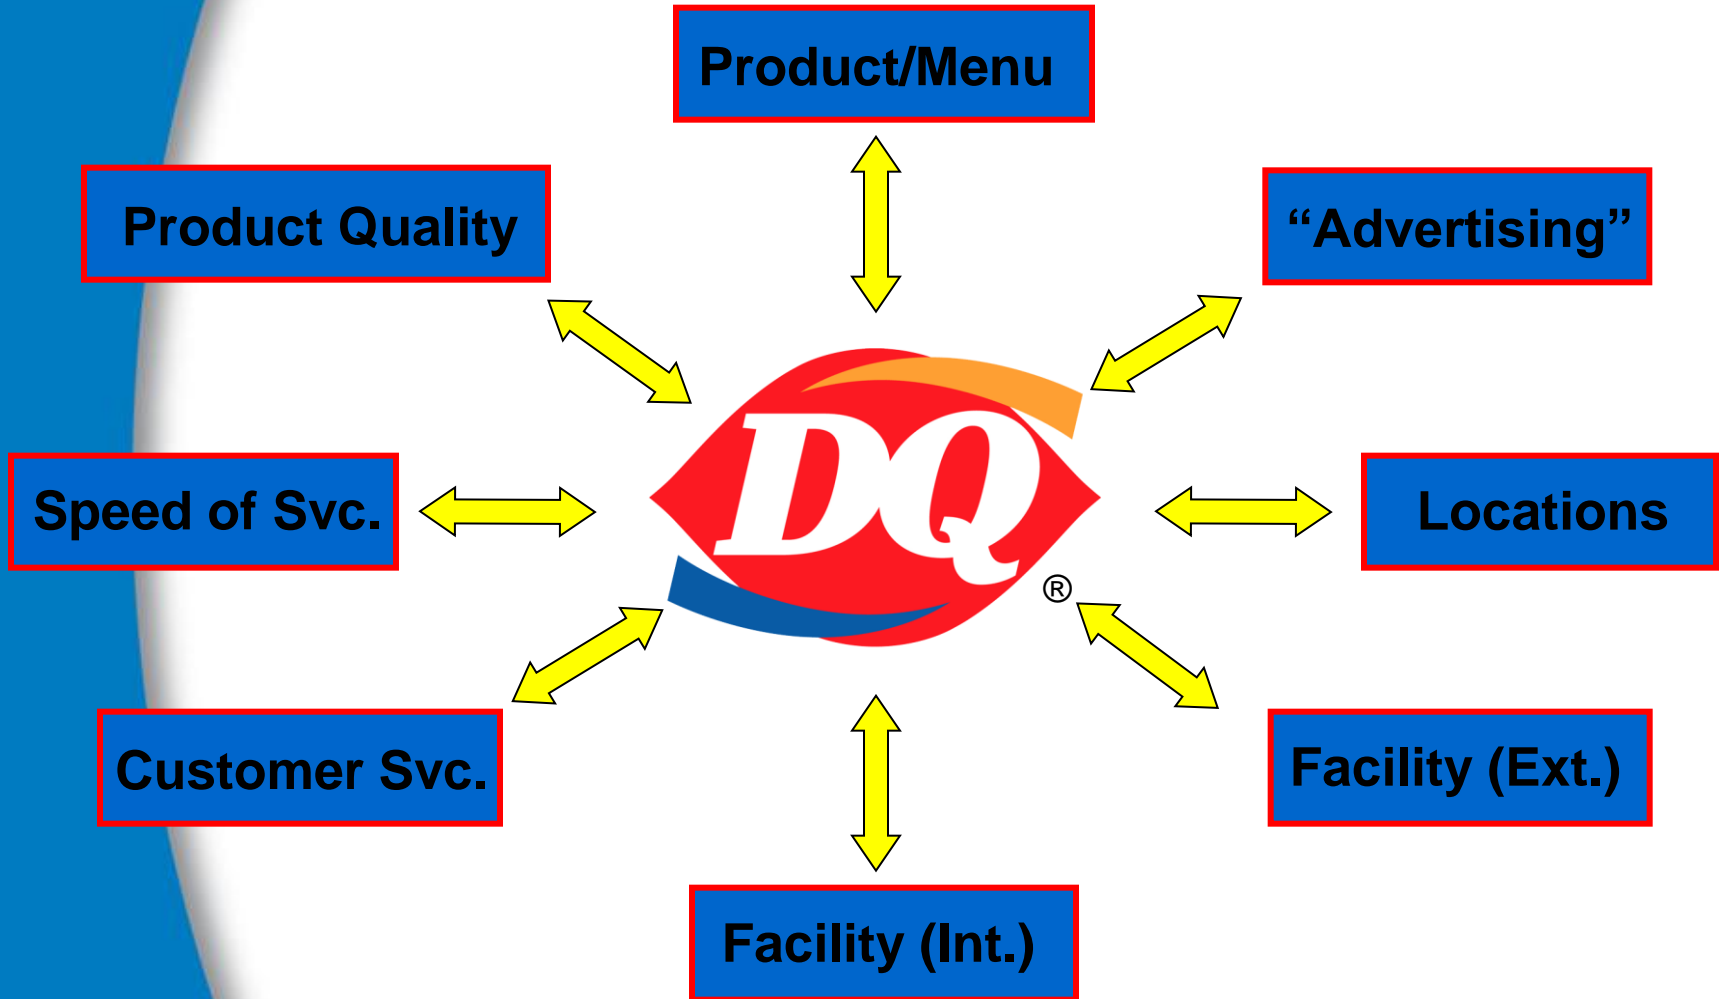 Product/Menu
Product Quality
“Advertising”
DQ
®
Speed of Svc.
Locations
Customer Svc.
Facility (Ext.)
Facility (Int.)